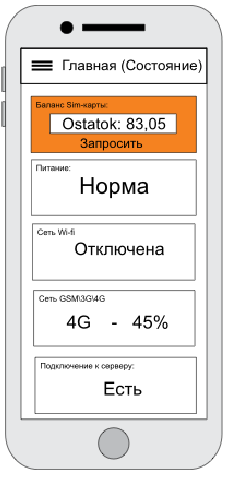 Главная (Состояние)
Баланс Sim-карты:
Ostatok: 83,05
Запросить
Питание:
Норма
Сеть Wi-fi
Отключена
Сеть GSM\3G\4G
4G - 45%
Подключение к серверу:
Есть